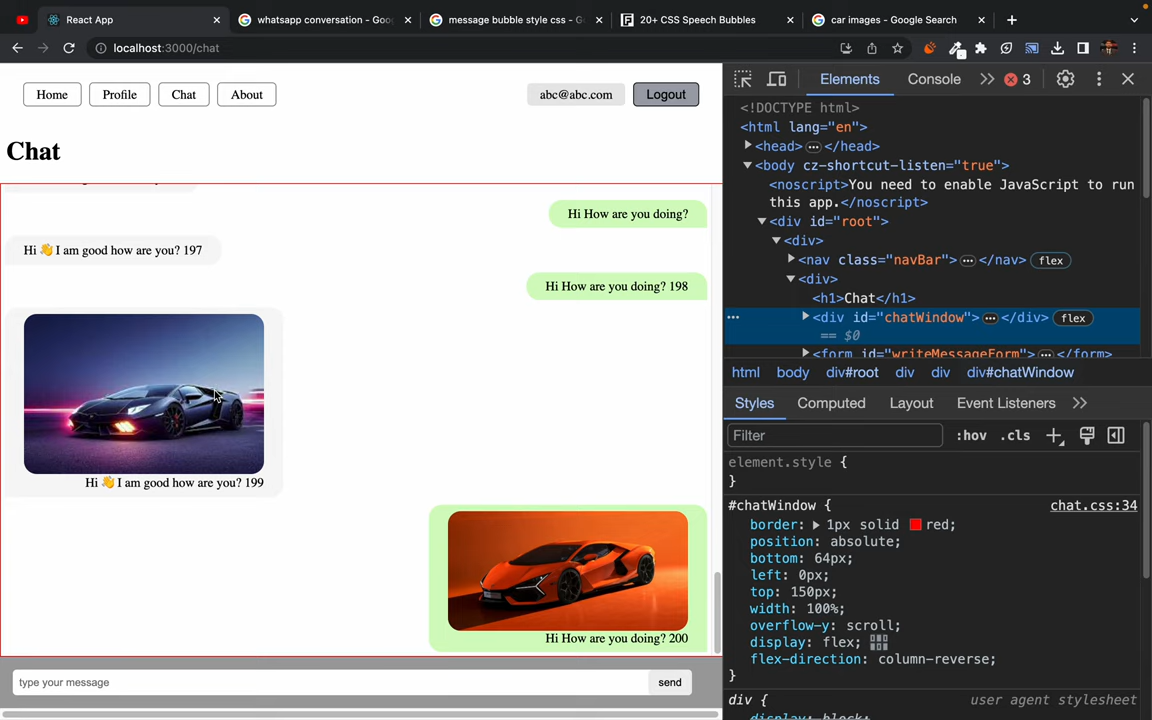 React App
whatsapp conversation - Goo
message bubble style css - G
20+ CSS Speech Bubbles
car images - Google Search
localhost:3000/chat
Home
Profile
Chat
About
abc@abc.com
Logout
Chat
Hi How are you doing?
Hi 👋 I am good how are you? 197
Hi How are you doing? 198
Hi 👋 I am good how are you? 199
Hi How are you doing? 200
type your message
send
Elements
Console
3
<!DOCTYPE html>
<html lang="en">
<head> … </head>
<body cz-shortcut-listen="true">
<noscript>You need to enable JavaScript to run
this app.</noscript>
<div id="root">
<div>
<nav class="navBar"> … </nav> flex
<div>
<h1>Chat</h1>
<div id="chatWindow"> … </div> flex
== $0
<form id="writeMessageForm"> … </form>
html body div#root div div div#chatWindow
Styles
Computed
Layout
Event Listeners
Filter
:hov .cls
element.style {
}
#chatWindow { chat.css:34
border: 1px solid red;
position: absolute;
bottom: 64px;
left: 0px;
top: 150px;
width: 100%;
overflow-y: scroll;
display: flex;
flex-direction: column-reverse;
}
div { user agent stylesheet
display: block;